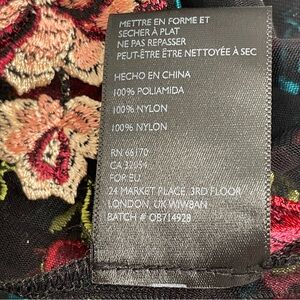 METTRE EN FORME ET
SECHER À PLAT
NE PAS REPASSER
PEUT-ÊTRE ÊTRE NETTOYÉE À SEC
HECHO EN CHINA
100% POLIAMIDA
100% NYLON
100% NYLON
RN 66170
CA 32054
FOR EU
24 MARKET PLACE, 3RD FLOOR
LONDON, UK W1W8AN
BATCH # OB714928